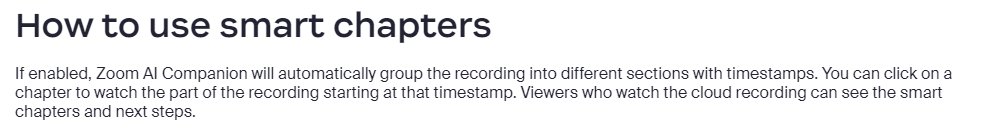 How to use smart chapters
If enabled, Zoom AI Companion will automatically group the recording into different sections with timestamps. You can click on a
chapter to watch the part of the recording starting at that timestamp. Viewers who watch the cloud recording can see the smart
chapters and next steps.